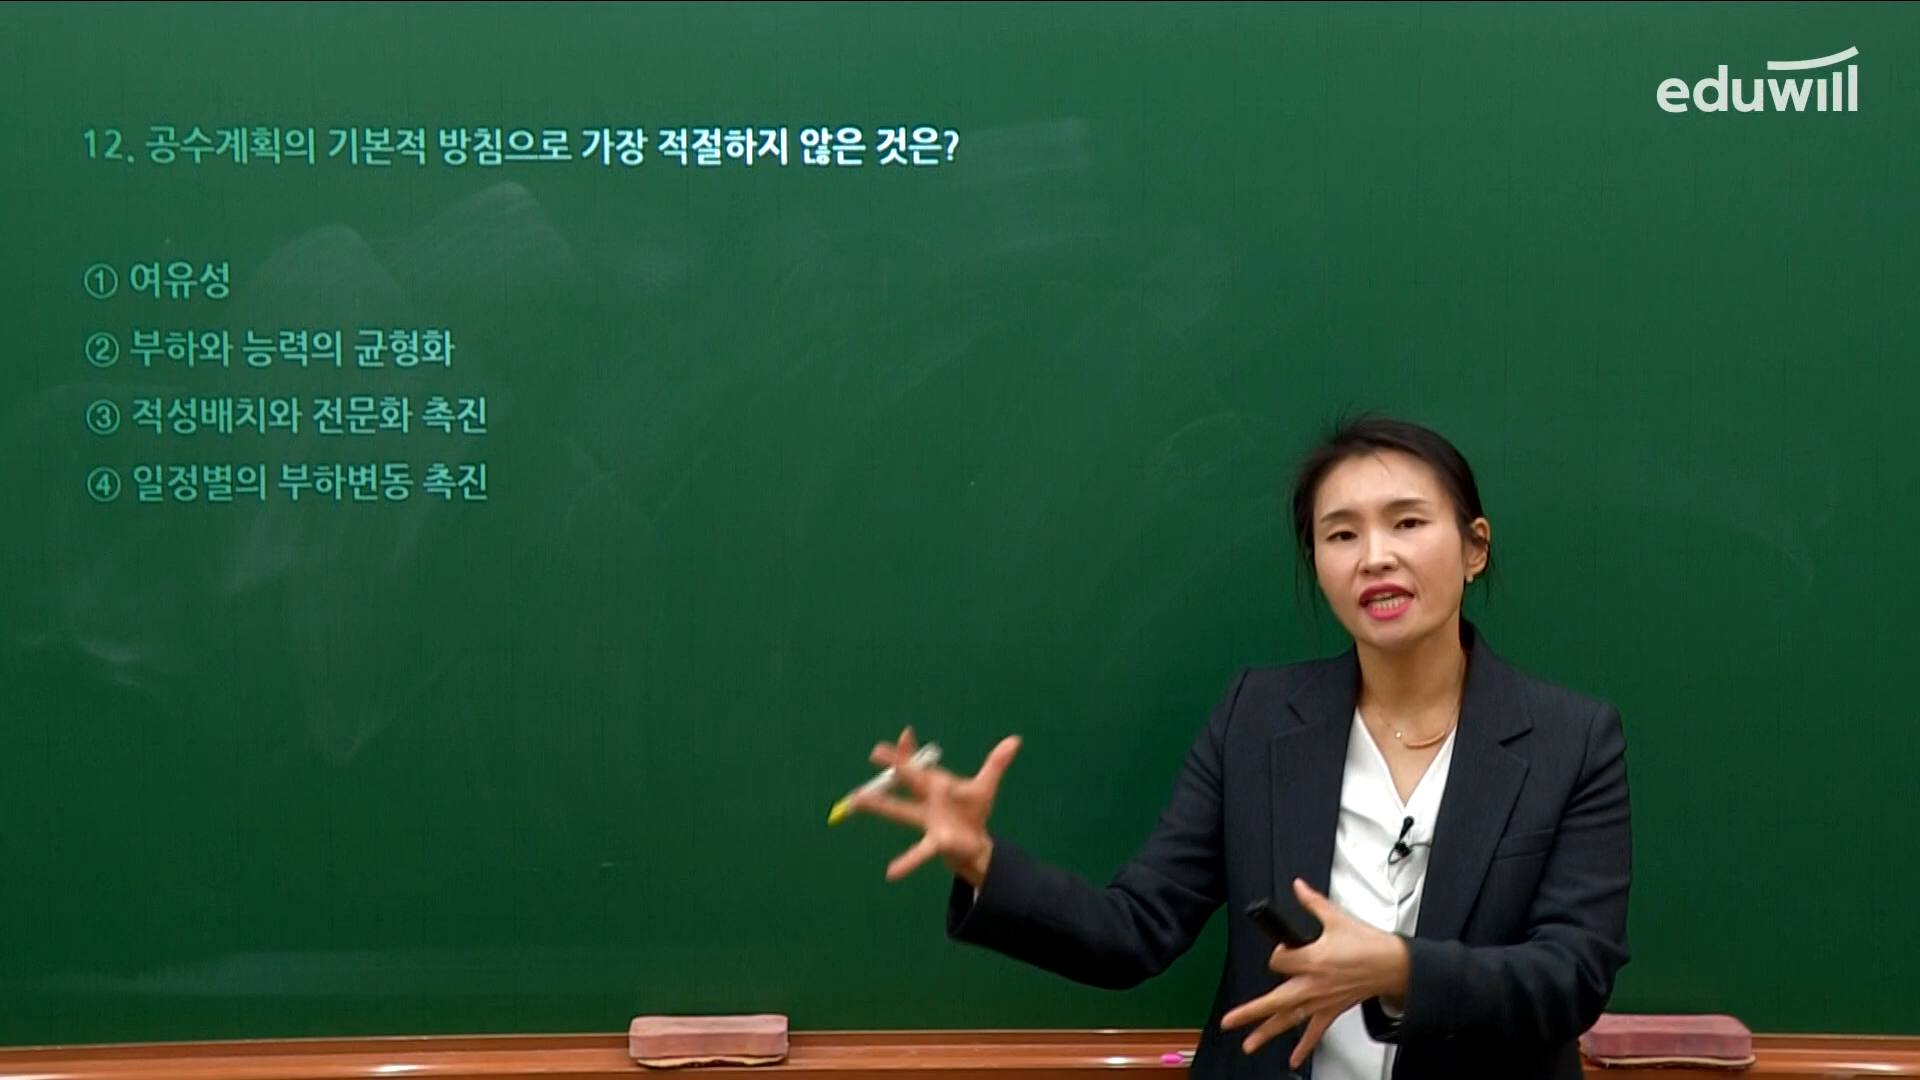 eduwill
12. 공수계획의 기본적 방침으로 가장 적절하지 않은 것은?
① 여유성
② 부하와 능력의 균형화
③ 적성배치와 전문화 촉진
④ 일정별의 부하변동 촉진